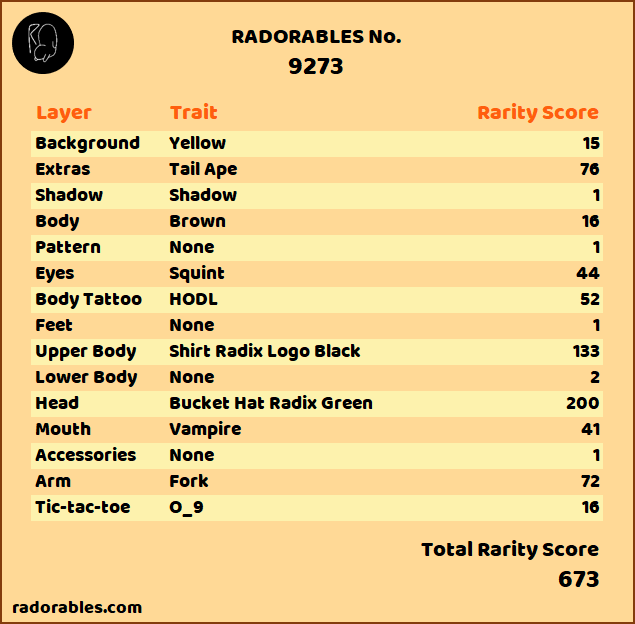 RADORABLES No.
9273
Layer Trait Rarity Score
Background Yellow 15
Extras Tail Ape 76
Shadow Shadow 1
Body Brown 16
Pattern None 1
Eyes Squint 44
Body Tattoo HODL 52
Feet None 1
Upper Body Shirt Radix Logo Black 133
Lower Body None 2
Head Bucket Hat Radix Green 200
Mouth Vampire 41
Accessories None 1
Arm Fork 72
Tic-tac-toe O_9 16
Total Rarity Score
673
radorables.com